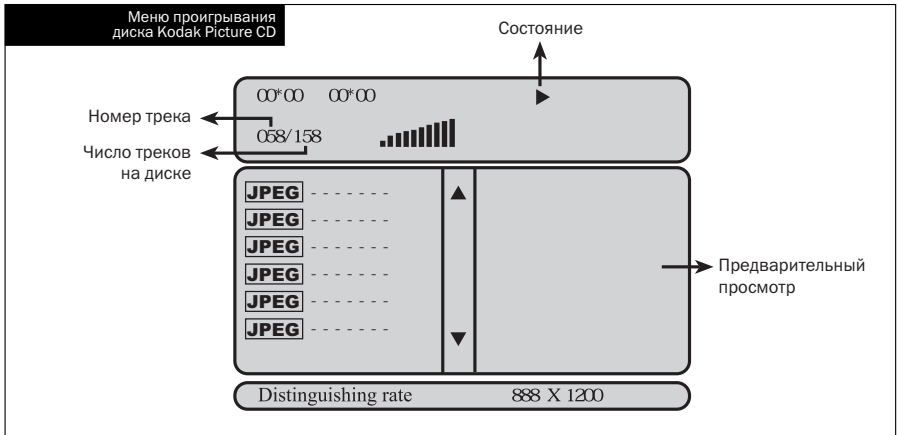 Меню проигрывания
диска Kodak Picture CD
Состояние
00*00 00*00
Номер трека
058/158
Число треков
на диске
JPEG - - - - - - -
JPEG - - - - - - -
JPEG - - - - - - -
JPEG - - - - - - -
JPEG - - - - - - -
JPEG - - - - - - -
Предварительный
просмотр
Distinguishing rate 888 X 1200